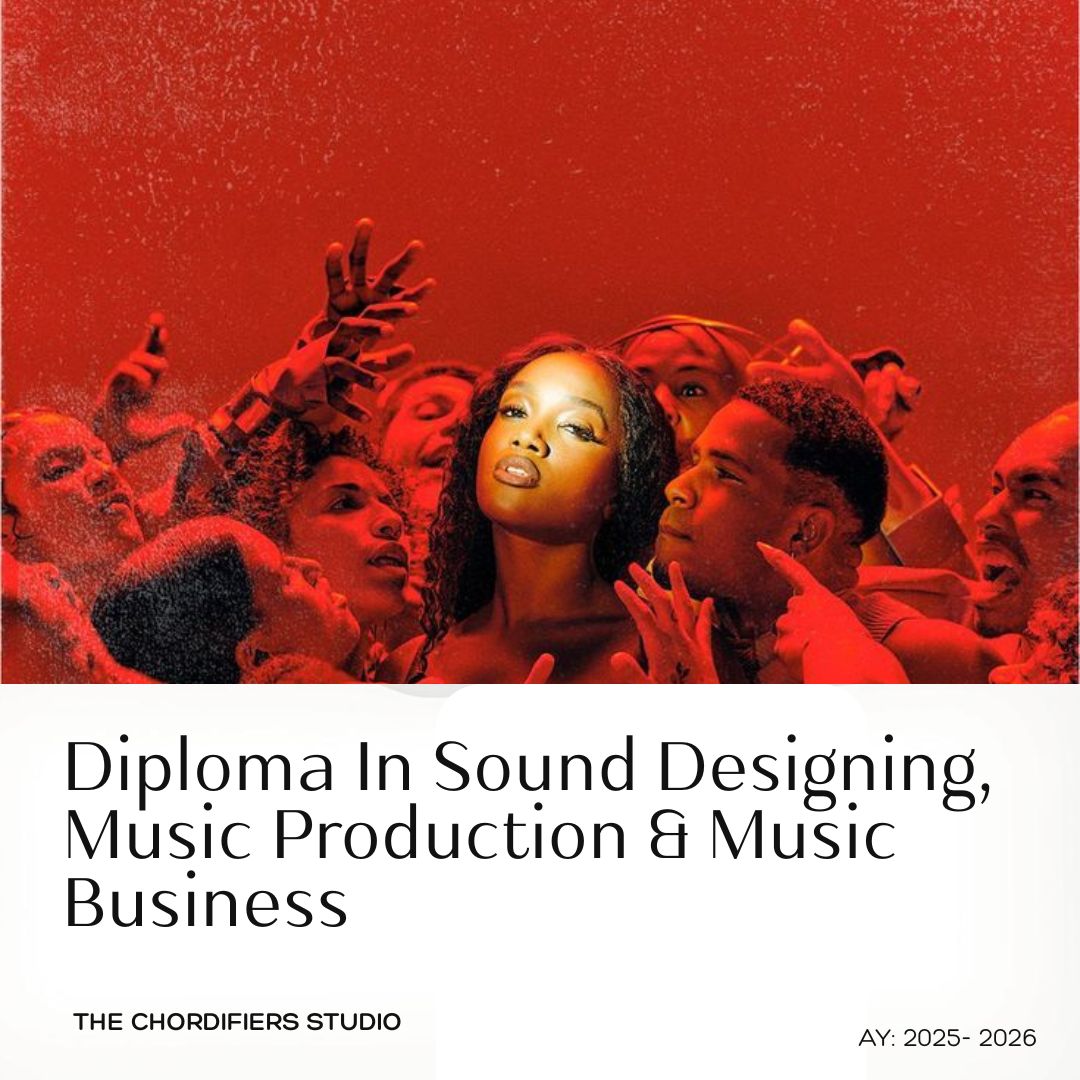 Diploma In Sound Designing,
Music Production & Music
Business
THE CHORDIFIERS STUDIO
AY: 2025- 2026